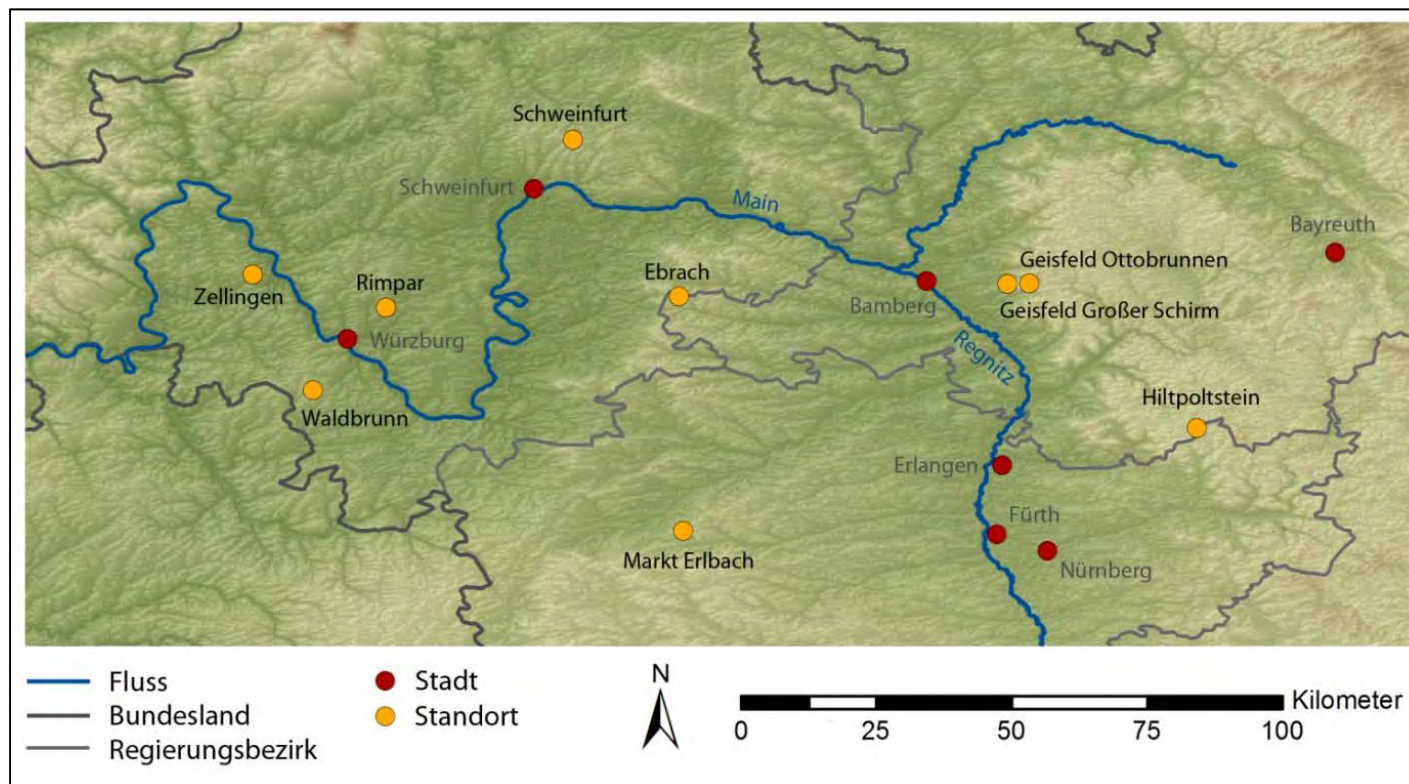 Schweinfurt
Schweinfurt
Main
Bayreuth
Zellingen
Rimpar
Ebrach
Geisfeld Ottobrunnen
Bamberg
Geisfeld Großer Schirm
Würzburg
Regnitz
Waldbrunn
Hiltpoltstein
Erlangen
Fürth
Markt Erlbach
Nürnberg
Fluss
Bundesland
Regierungsbezirk
Stadt
Standort
N
Kilometer
0 25 50 75 100